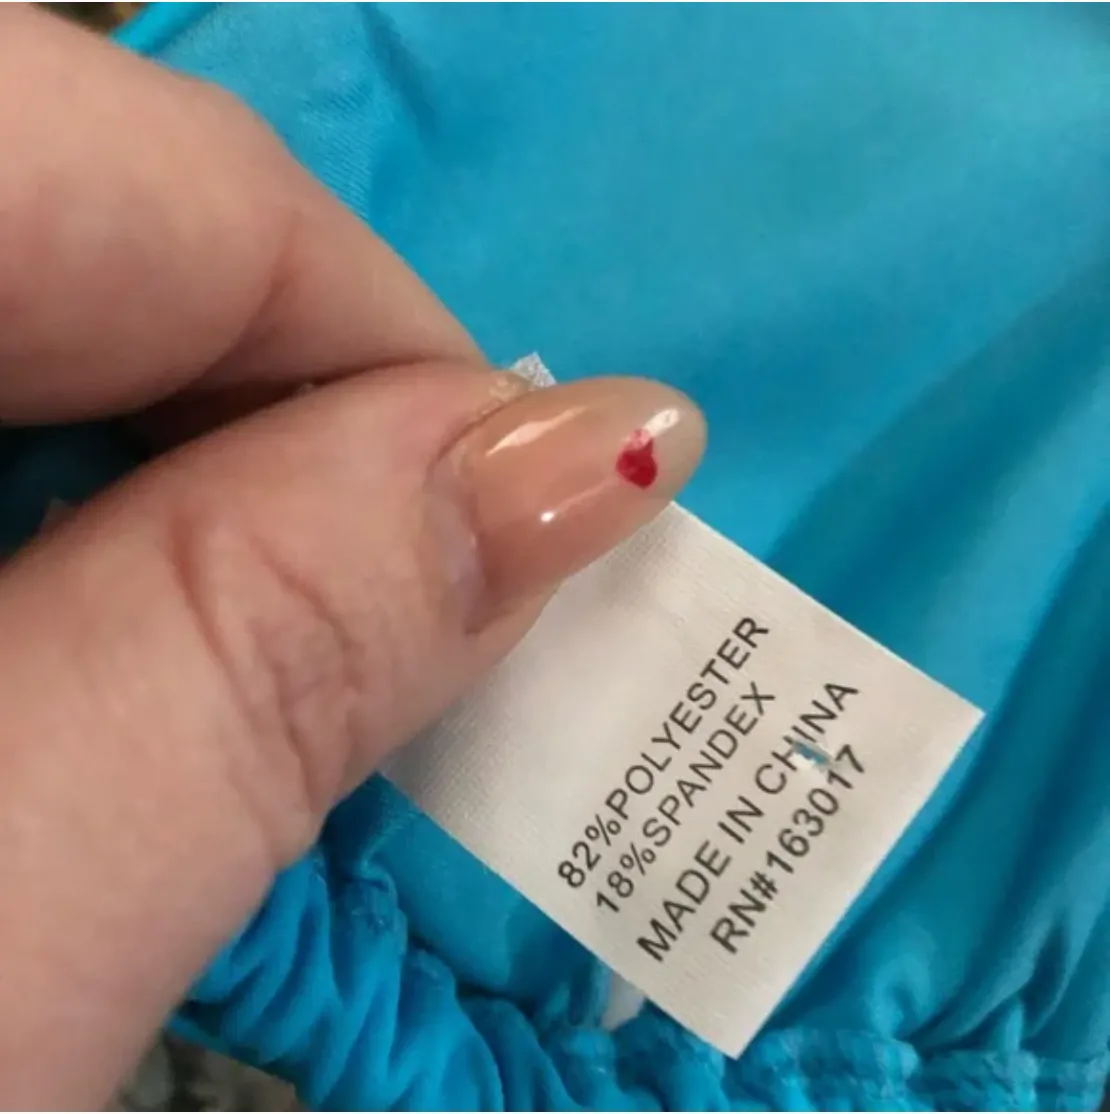 82%POLYESTER
18%SPANDEX
MADE IN CHINA
RN#163017